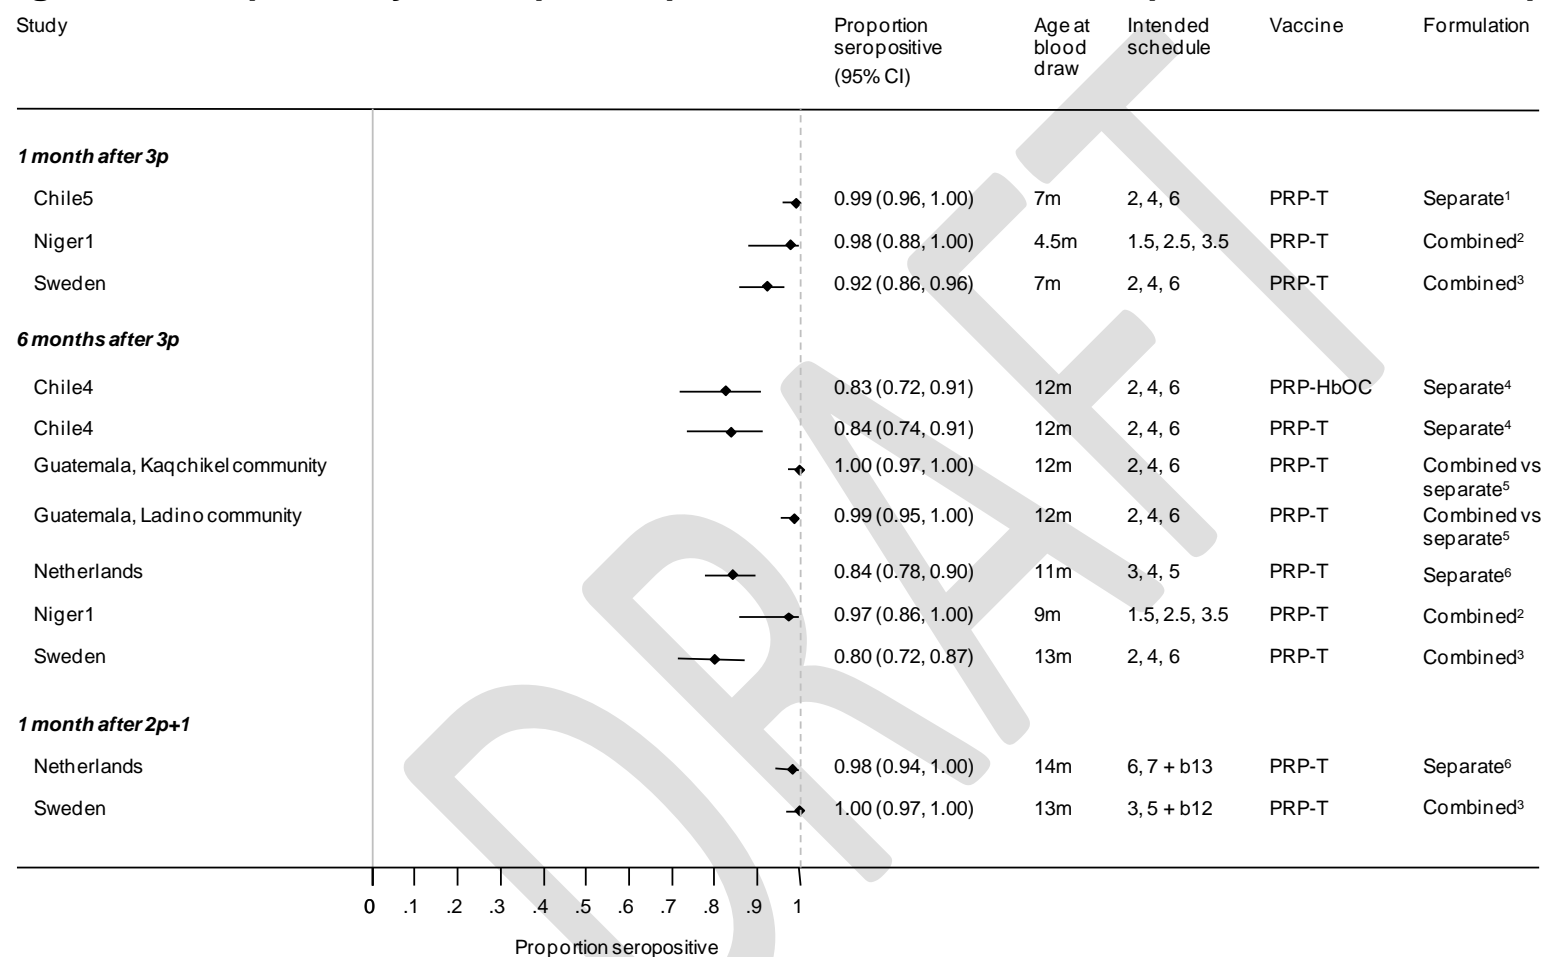 Study Proportion seropositive (95% CI) Age at blood draw Intended schedule Vaccine Formulation
1 month after 3p
Chile5 0.99 (0.96, 1.00) 7m 2, 4, 6 PRP-T Separate¹
Niger1 0.98 (0.88, 1.00) 4.5m 1.5, 2.5, 3.5 PRP-T Combined²
Sweden 0.92 (0.86, 0.96) 7m 2, 4, 6 PRP-T Combined³
6 months after 3p
Chile4 0.83 (0.72, 0.91) 12m 2, 4, 6 PRP-HbOC Separate⁴
Chile4 0.84 (0.74, 0.91) 12m 2, 4, 6 PRP-T Separate⁴
Guatemala, Kaqchikel community 1.00 (0.97, 1.00) 12m 2, 4, 6 PRP-T Combined vs separate⁵
Guatemala, Ladino community 0.99 (0.95, 1.00) 12m 2, 4, 6 PRP-T Combined vs separate⁵
Netherlands 0.84 (0.78, 0.90) 11m 3, 4, 5 PRP-T Separate⁶
Niger1 0.97 (0.86, 1.00) 9m 1.5, 2.5, 3.5 PRP-T Combined²
Sweden 0.80 (0.72, 0.87) 13m 2, 4, 6 PRP-T Combined³
1 month after 2p+1
Netherlands 0.98 (0.94, 1.00) 14m 6, 7 + b13 PRP-T Separate⁶
Sweden 1.00 (0.97, 1.00) 13m 3, 5 + b12 PRP-T Combined³
0 .1 .2 .3 .4 .5 .6 .7 .8 .9 1
Proportion seropositive
DRAFT